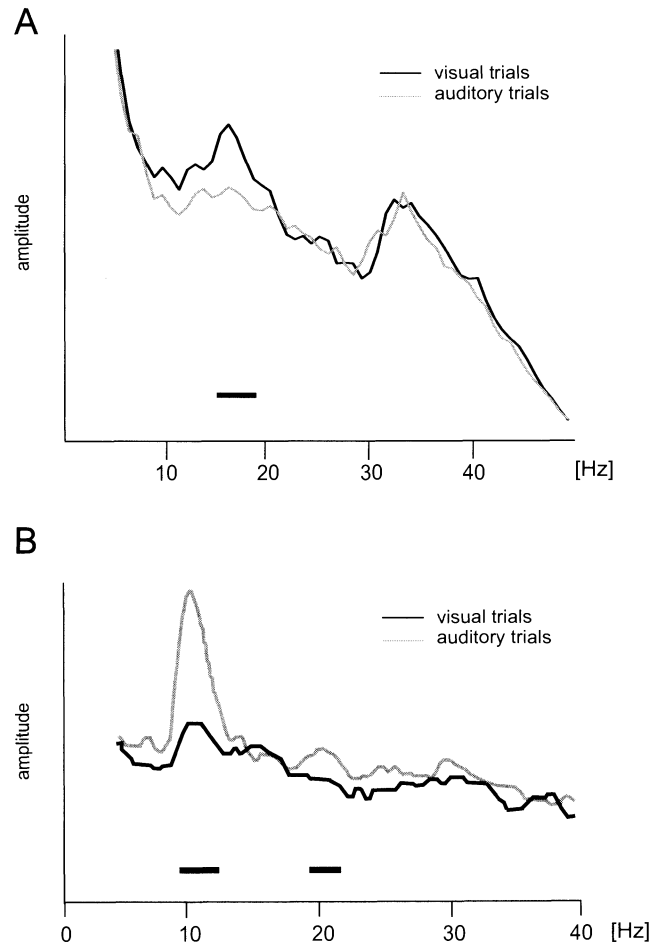 A
visual trials
auditory trials
amplitude
10 20 30 40 [Hz]
B
visual trials
auditory trials
amplitude
0 10 20 30 40 [Hz]